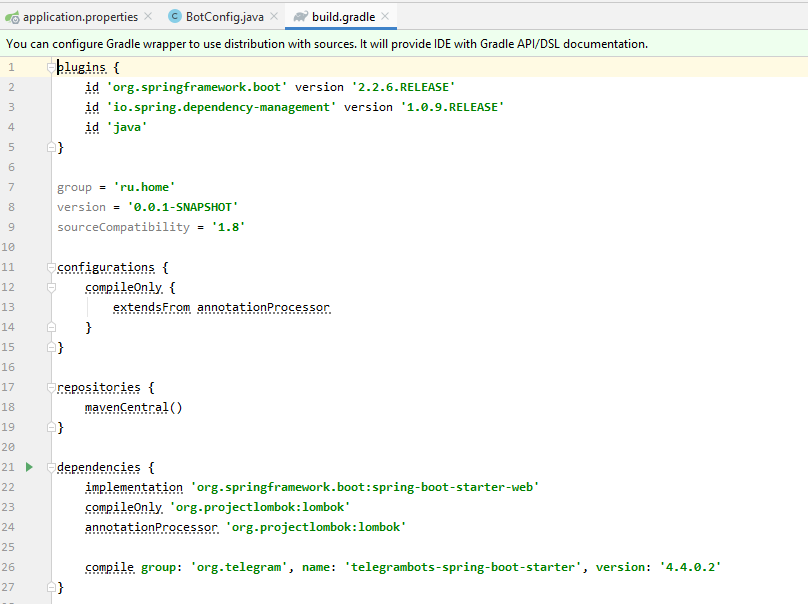 application.properties BotConfig.java build.gradle
You can configure Gradle wrapper to use distribution with sources. It will provide IDE with Gradle API/DSL documentation.
1 plugins {
2 id 'org.springframework.boot' version '2.2.6.RELEASE'
3 id 'io.spring.dependency-management' version '1.0.9.RELEASE'
4 id 'java'
5 }
6
7 group = 'ru.home'
8 version = '0.0.1-SNAPSHOT'
9 sourceCompatibility = '1.8'
10
11 configurations {
12 compileOnly {
13 extendsFrom annotationProcessor
14 }
15 }
16
17 repositories {
18 mavenCentral()
19 }
20
21 dependencies {
22 implementation 'org.springframework.boot:spring-boot-starter-web'
23 compileOnly 'org.projectlombok:lombok'
24 annotationProcessor 'org.projectlombok:lombok'
25
26 compile group: 'org.telegram', name: 'telegrambots-spring-boot-starter', version: '4.4.0.2'
27 }